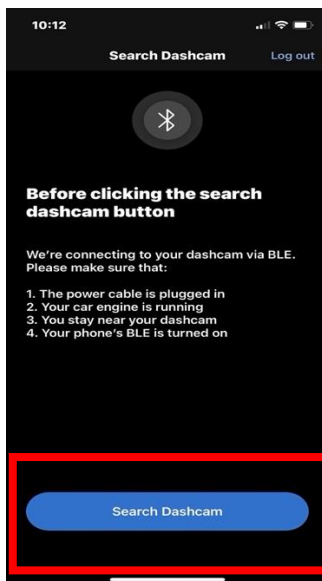 10:12
Search Dashcam
Log out
Before clicking the search
dashcam button
We're connecting to your dashcam via BLE.
Please make sure that:
1. The power cable is plugged in
2. Your car engine is running
3. You stay near your dashcam
4. Your phone's BLE is turned on
Search Dashcam